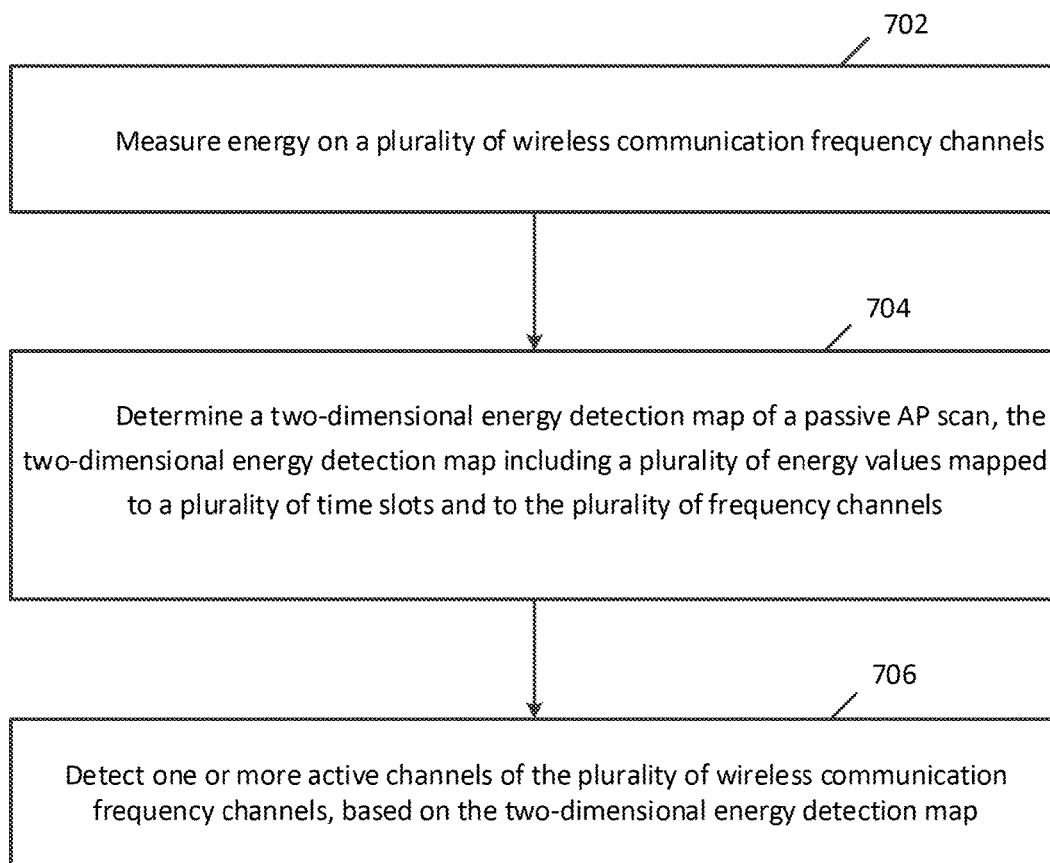 702
Measure energy on a plurality of wireless communication frequency channels
704
Determine a two-dimensional energy detection map of a passive AP scan, the
two-dimensional energy detection map including a plurality of energy values mapped
to a plurality of time slots and to the plurality of frequency channels
706
Detect one or more active channels of the plurality of wireless communication
frequency channels, based on the two-dimensional energy detection map